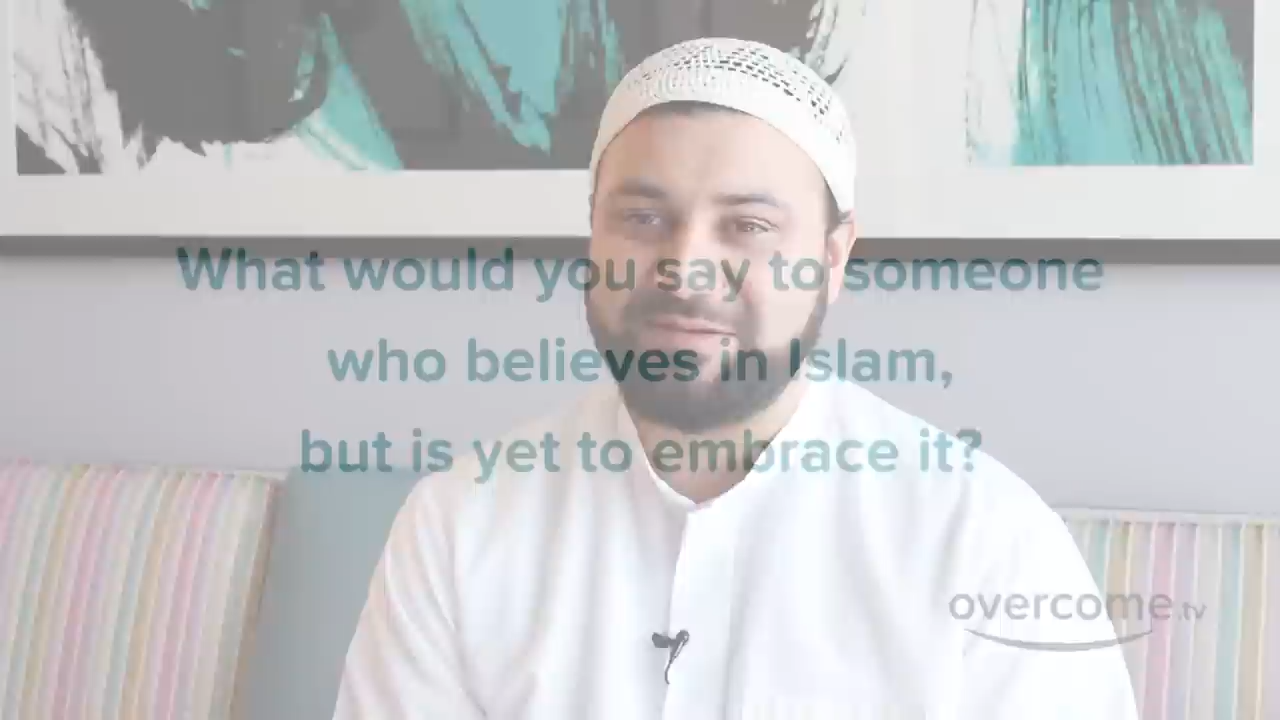 What would you say to someone
who believes in Islam,
but is yet to embrace it?
overcome.tv